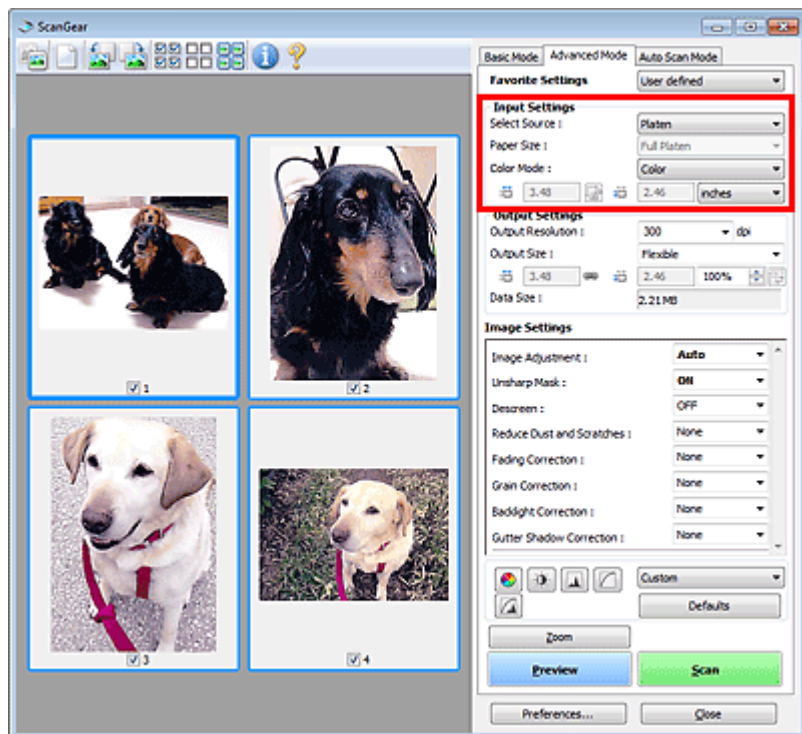 ScanGear
Basic Mode Advanced Mode Auto Scan Mode
Favorite Settings User defined
Input Settings
Select Source : Platen
Paper Size : Full Platen
Color Mode : Color
3.48 2.46 inches
Output Settings
Output Resolution : 300 dpi
Output Size : Flexible
3.48 2.46 100%
Data Size : 2.21 MB
Image Settings
Image Adjustment : Auto
Unsharp Mask : ON
Descreen : OFF
Reduce Dust and Scratches : None
Fading Correction : None
Grain Correction : None
Backlight Correction : None
Gutter Shadow Correction : None
Custom
Defaults
Zoom
Preview Scan
Preferences... Close
1 2
3 4